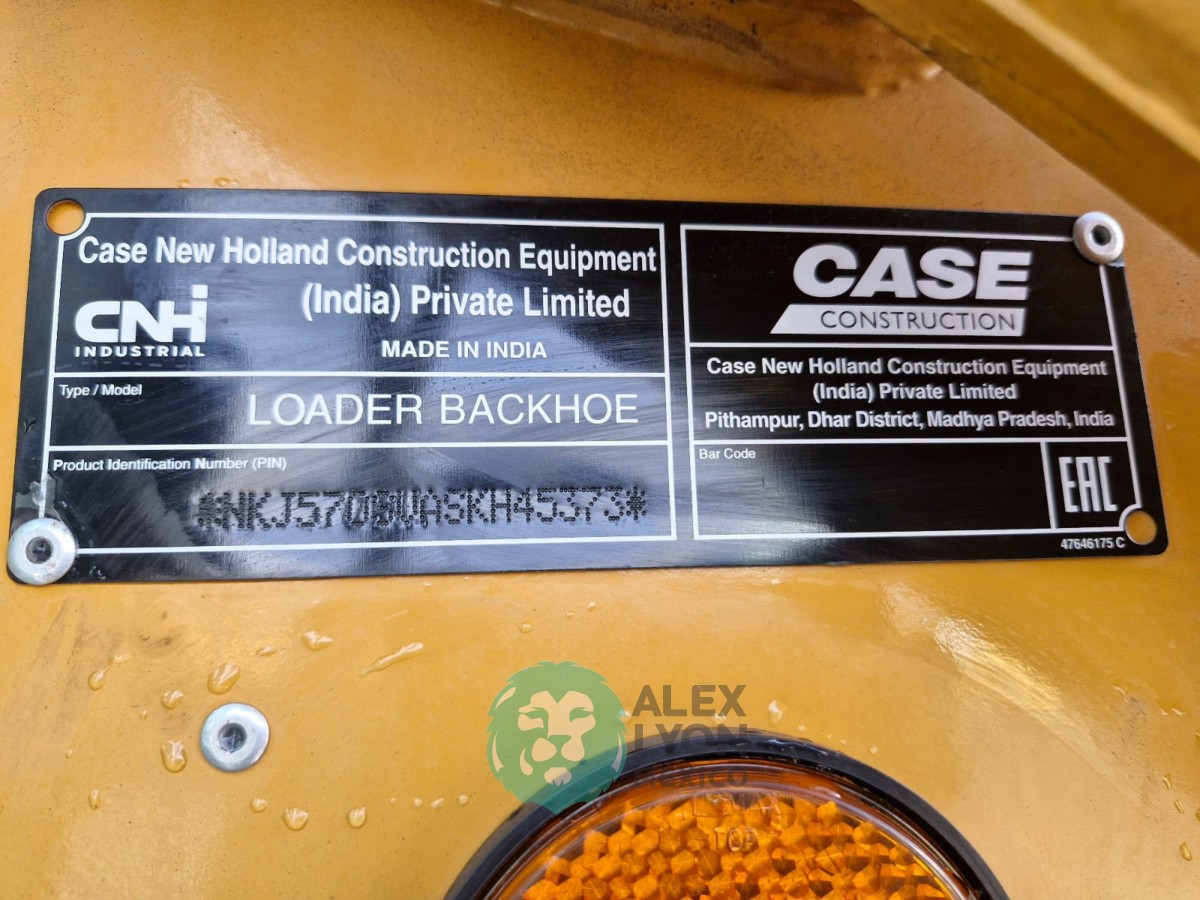 Case New Holland Construction Equipment
(India) Private Limited
CNH
INDUSTRIAL
MADE IN INDIA
Type / Model
LOADER BACKHOE
Product Identification Number (PIN)
CASE
CONSTRUCTION
Case New Holland Construction Equipment
(India) Private Limited
Pithampur, Dhar District, Madhya Pradesh, India
Bar Code
EAC
47646175 C
ALEX
LYON
MÉXICO
TOP